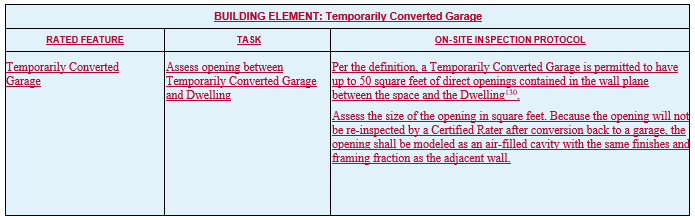 BUILDING ELEMENT: Temporarily Converted Garage
RATED FEATURE
TASK
ON-SITE INSPECTION PROTOCOL
Temporarily Converted
Garage
Assess opening between
Temporarily Converted Garage
and Dwelling
Per the definition, a Temporarily Converted Garage is permitted to have
up to 50 square feet of direct openings contained in the wall plane
between the space and the Dwelling130.
Assess the size of the opening in square feet. Because the opening will not
be re-inspected by a Certified Rater after conversion back to a garage, the
opening shall be modeled as an air-filled cavity with the same finishes and
framing fraction as the adjacent wall.